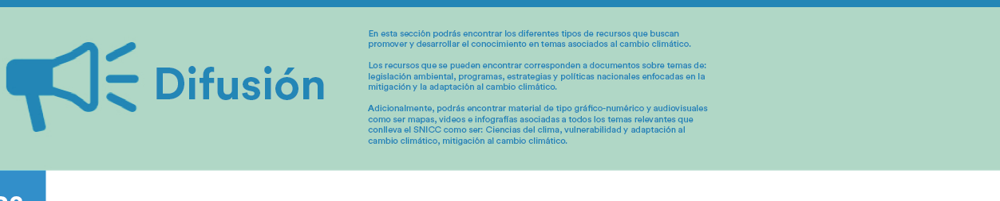 Difusión
En esta sección podrás encontrar los diferentes tipos de recursos que buscan
promover y desarrollar el conocimiento en temas asociados al cambio climático.
Los recursos que se pueden encontrar corresponden a documentos sobre temas de:
legislación ambiental, programas, estrategias y políticas nacionales enfocadas en la
mitigación y la adaptación al cambio climático.
Adicionalmente, podrás encontrar material de tipo gráfico-numérico y audiovisuales
como ser mapas, videos e infografías asociadas a todos los temas relevantes que
conlleva el SNICC como ser: Ciencias del clima, vulnerabilidad y adaptación al
cambio climático, mitigación al cambio climático.